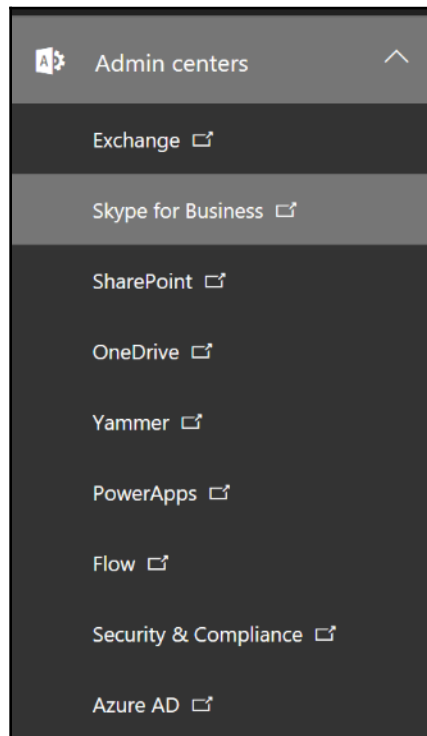 Admin centers
Exchange
Skype for Business
SharePoint
OneDrive
Yammer
PowerApps
Flow
Security & Compliance
Azure AD